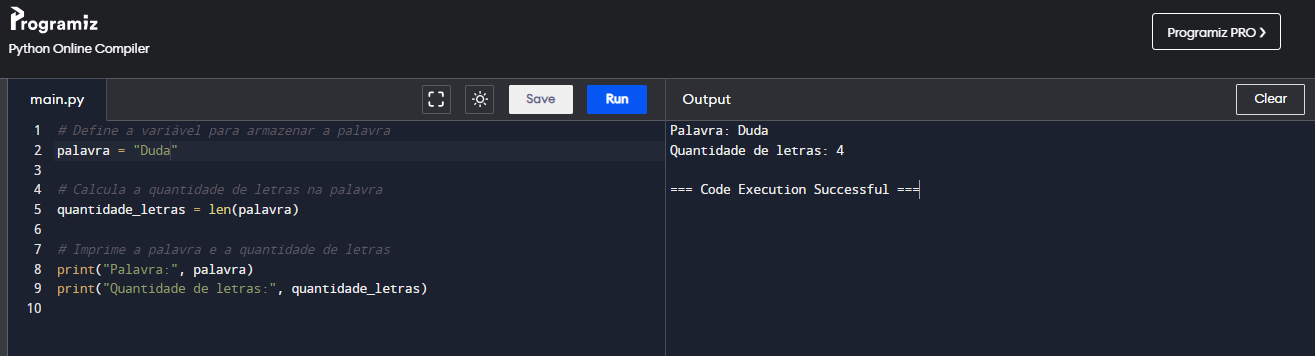 Programiz
Python Online Compiler
Programiz PRO ❯
main.py
Save
Run
Output
Clear
1 # Define a variável para armazenar a palavra
2 palavra = "Duda"
3
4 # Calcula a quantidade de letras na palavra
5 quantidade_letras = len(palavra)
6
7 # Imprime a palavra e a quantidade de letras
8 print("Palavra:", palavra)
9 print("Quantidade de letras:", quantidade_letras)
10
Palavra: Duda
Quantidade de letras: 4
=== Code Execution Successful ===